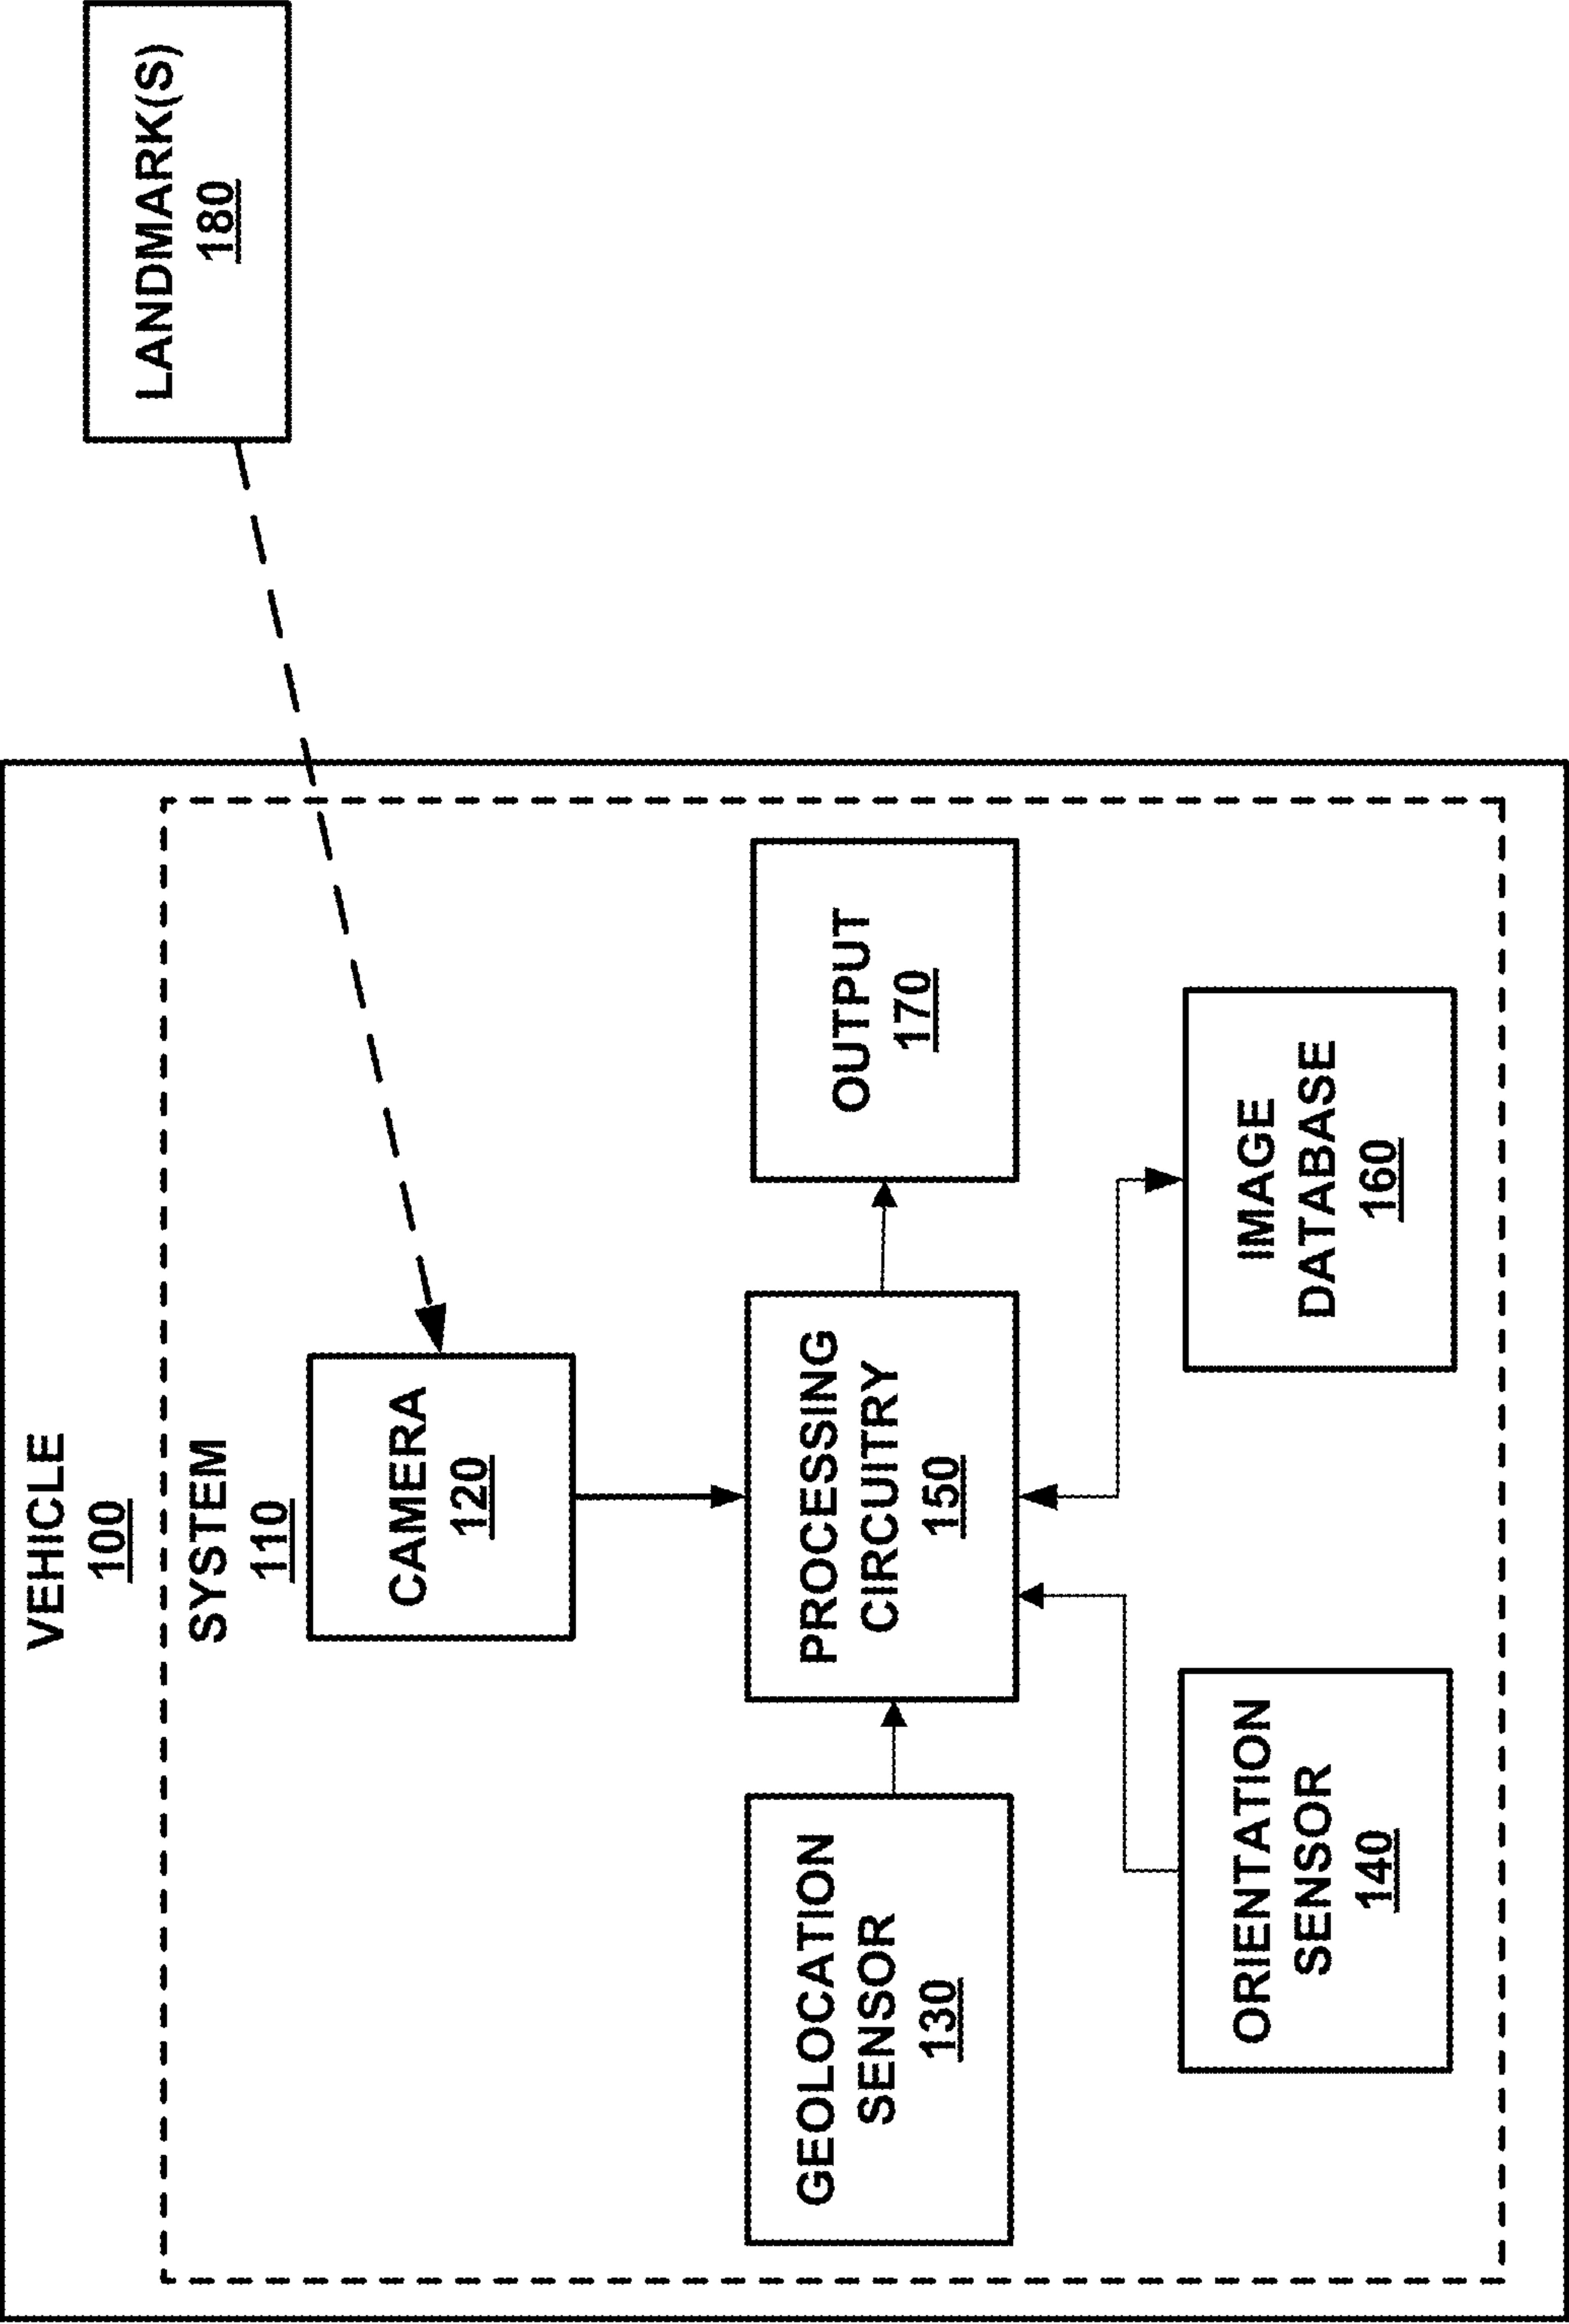 VEHICLE
100
SYSTEM
110
CAMERA
120
LANDMARK(S)
180
GEOLOCATION
SENSOR
130
PROCESSING
CIRCUITRY
150
OUTPUT
170
ORIENTATION
SENSOR
140
IMAGE
DATABASE
160